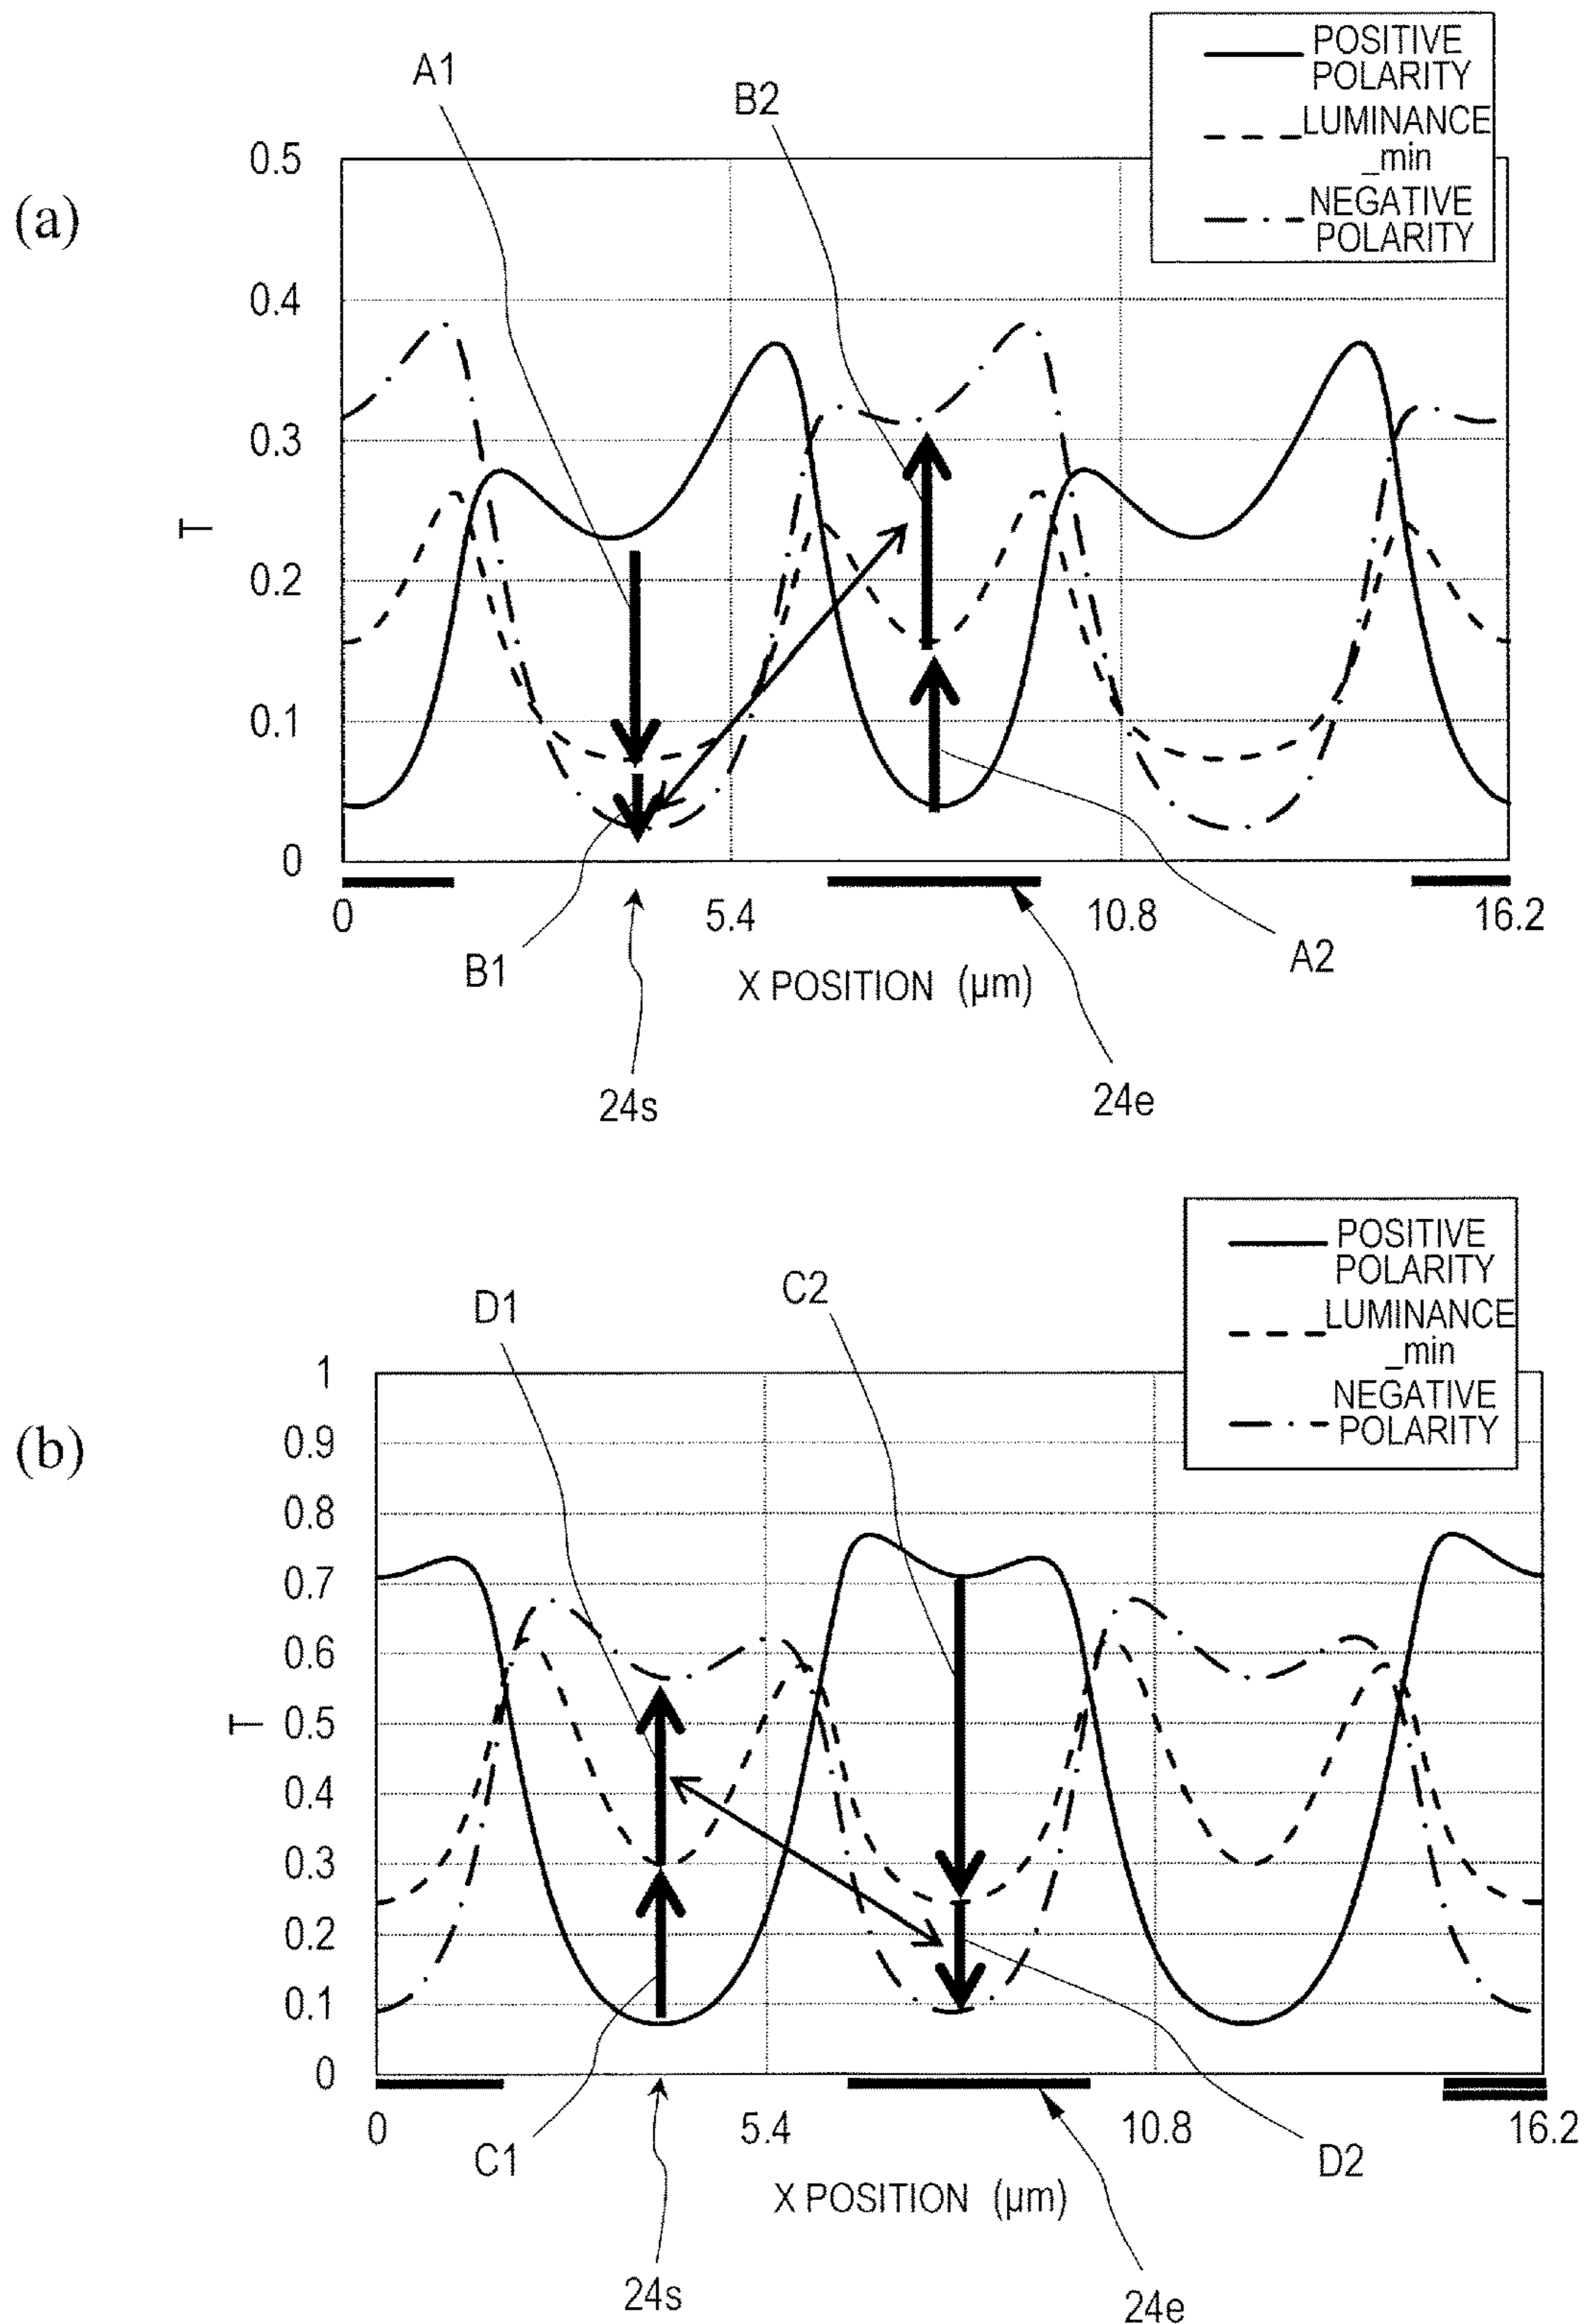 (a)
A1
B2
POSITIVE
POLARITY
LUMINANCE
_min
NEGATIVE
POLARITY
T
0.5
0.4
0.3
0.2
0.1
0
0
5.4
10.8
16.2
B1
X POSITION (μm)
A2
24s
24e
(b)
D1
C2
POSITIVE
POLARITY
LUMINANCE
_min
NEGATIVE
POLARITY
T
1
0.9
0.8
0.7
0.6
0.5
0.4
0.3
0.2
0.1
0
0
5.4
10.8
16.2
C1
X POSITION (μm)
D2
24s
24e